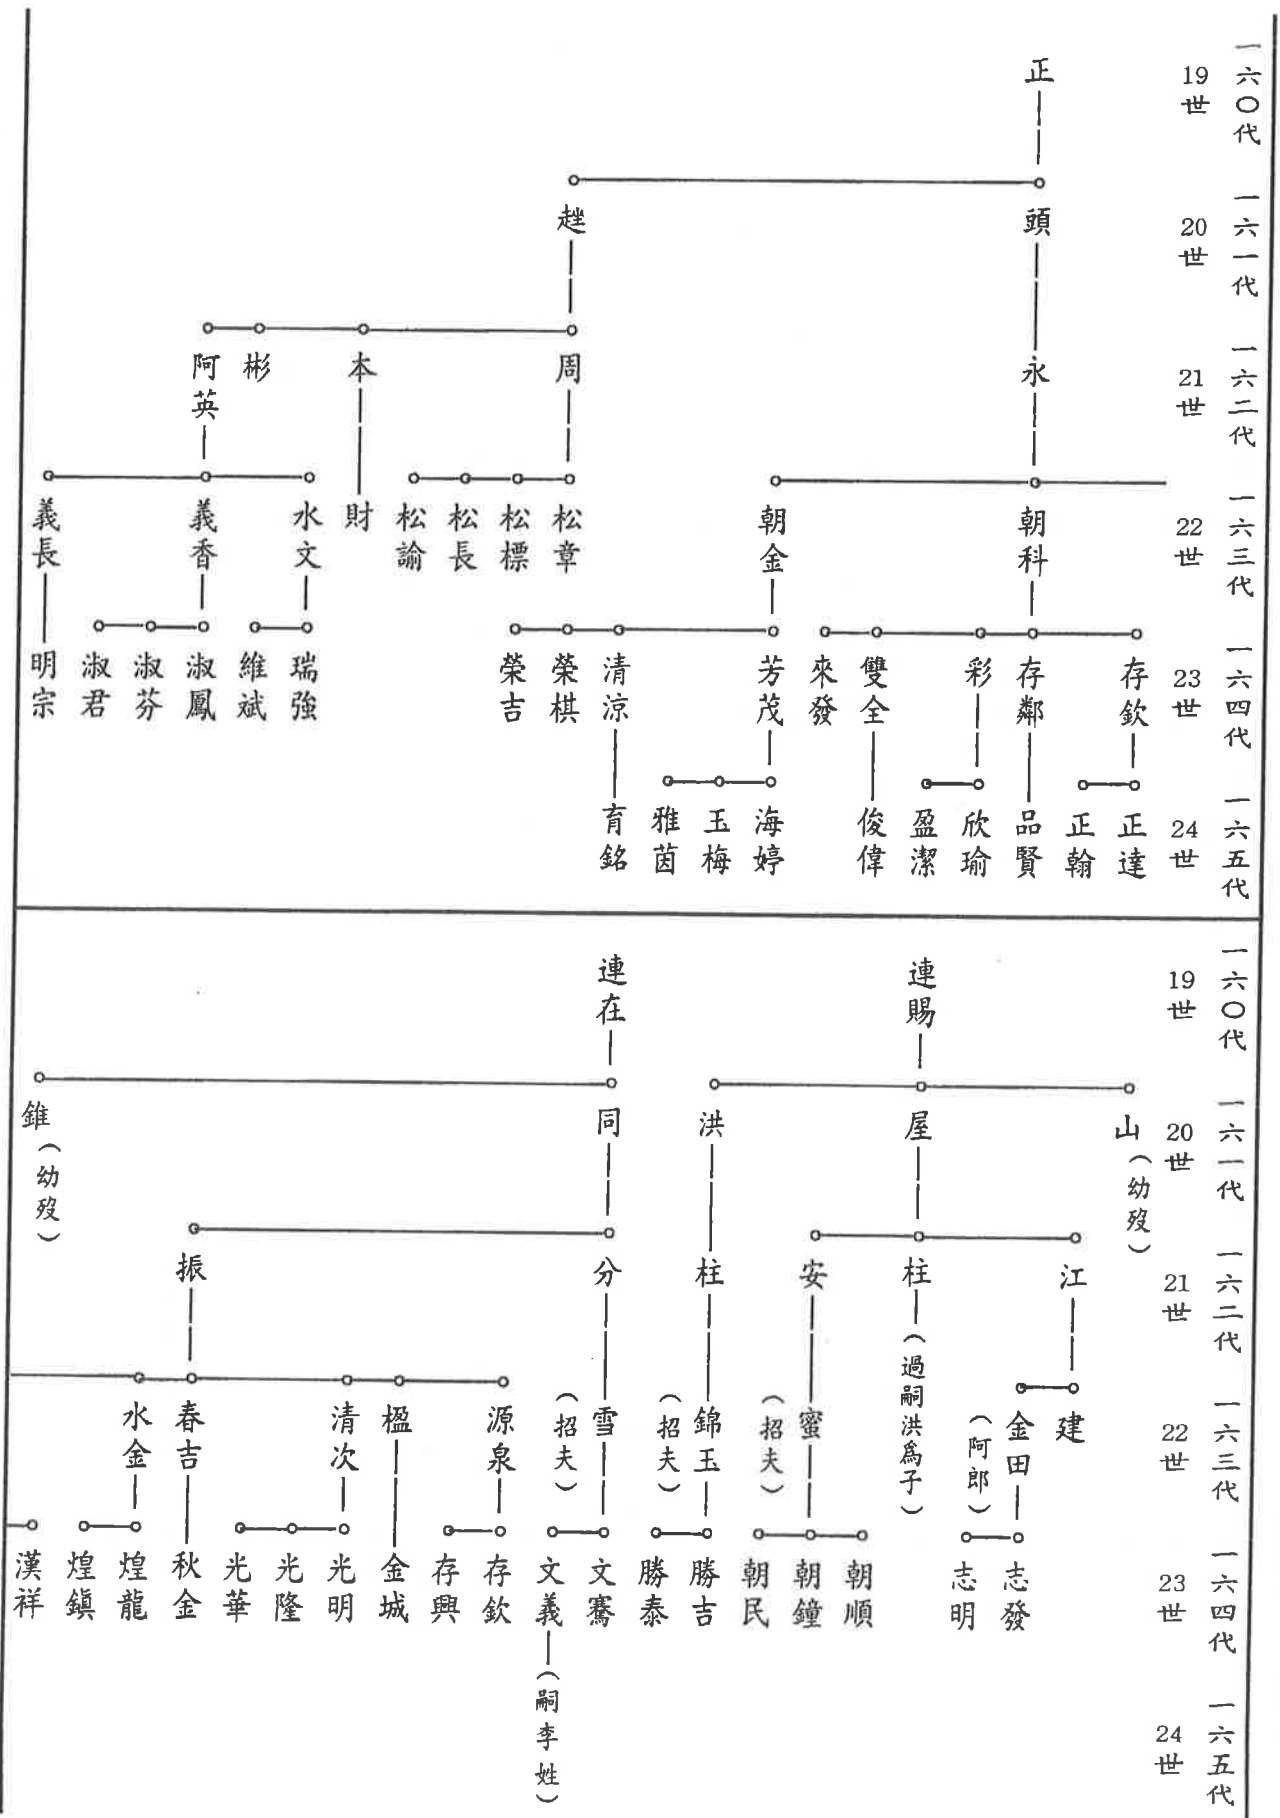 一六〇代
19世
一六一代
20世
一六二代
21世
一六三代
22世
一六四代
23世
一六五代
24世
正
頭
趖
永
周
本
彬
阿英
朝科
朝金
松章
松標
松長
松諭
財
水文
義香
義長
存欽
存鄰
彩
雙全
來發
芳茂
清涼
榮棋
榮吉
瑞強
維斌
淑鳳
淑芬
淑君
明宗
正達
正翰
品賢
欣瑜
盈潔
俊偉
海婷
玉梅
雅茵
育銘
一六〇代
19世
一六一代
20世
一六二代
21世
一六三代
22世
一六四代
23世
一六五代
24世
連賜
連在
山(幼歿)
屋
洪
同
錐(幼歿)
江
柱(過嗣洪為子)
安
柱
分
振
建
金田(阿郎)
蜜(招夫)
錦玉(招夫)
雪(招夫)
源泉
楹
清次
春吉
水金
志發
志明
朝順
朝鐘
朝民
勝吉
勝泰
文騫
文義(嗣李姓)
存欽
存興
金城
光明
光隆
光華
秋金
煌龍
煌鎮
漢祥